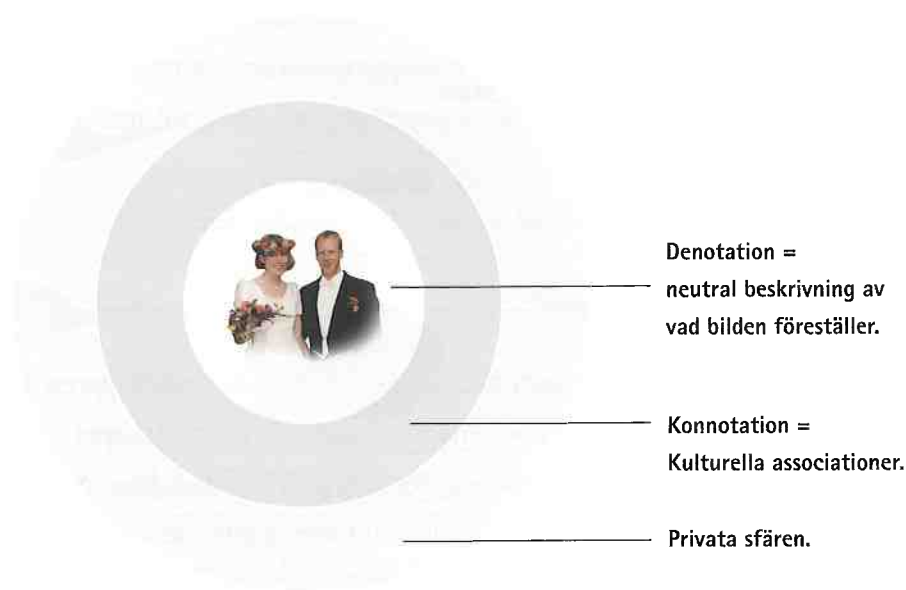 Denotation =
neutral beskrivning av
vad bilden föreställer.
Konnotation =
Kulturella associationer.
Privata sfären.